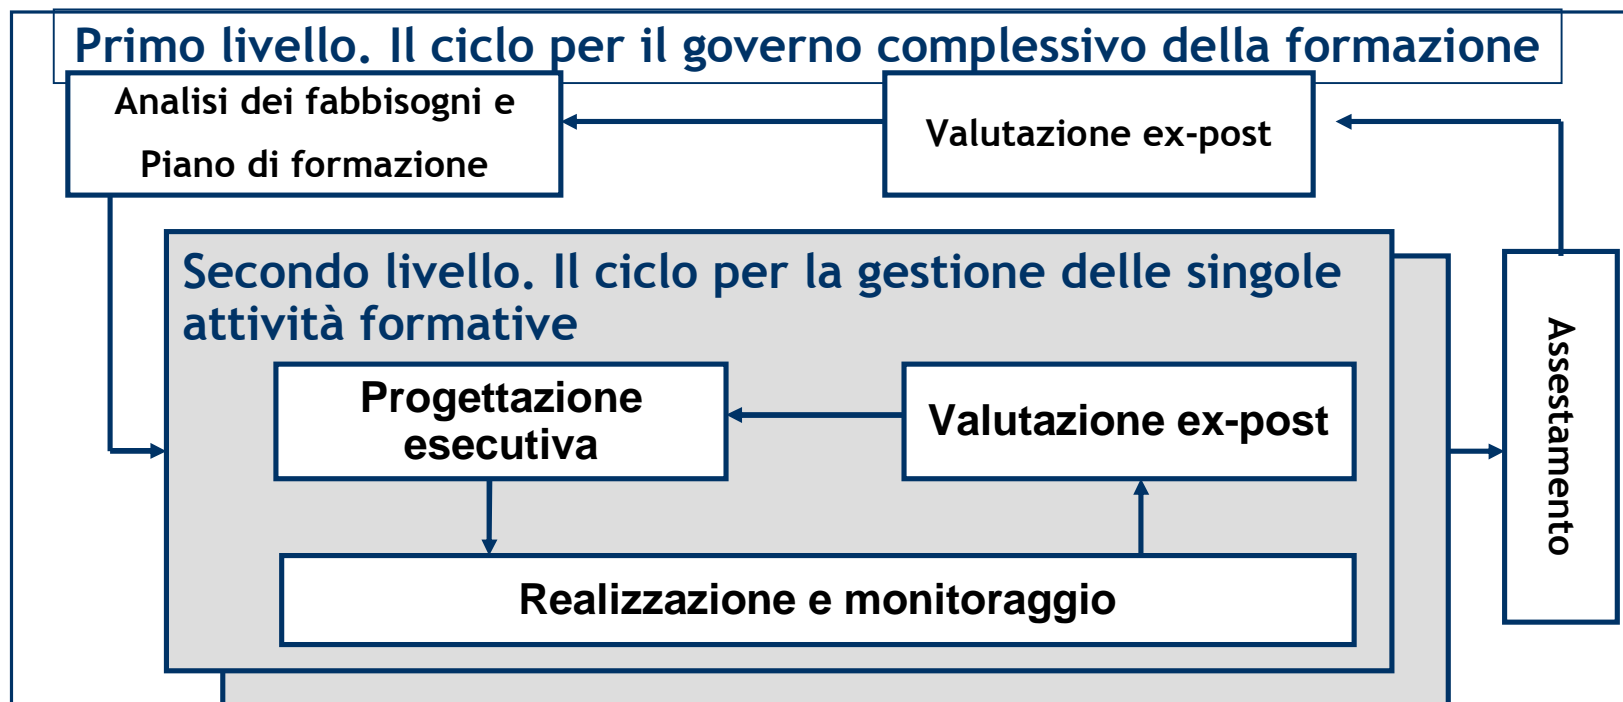 Primo livello. Il ciclo per il governo complessivo della formazione
Analisi dei fabbisogni e
Piano di formazione
Valutazione ex-post
Secondo livello. Il ciclo per la gestione delle singole
attività formative
Progettazione
esecutiva
Valutazione ex-post
Realizzazione e monitoraggio
Assestamento